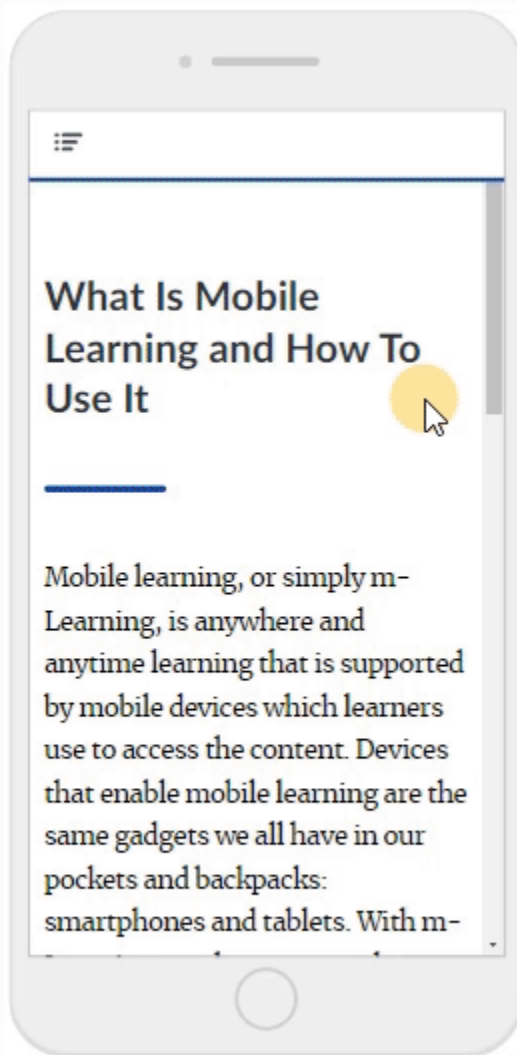 What Is Mobile
Learning and How To
Use It
Mobile learning, or simply m-
Learning, is anywhere and
anytime learning that is supported
by mobile devices which learners
use to access the content. Devices
that enable mobile learning are the
same gadgets we all have in our
pockets and backpacks:
smartphones and tablets. With m-